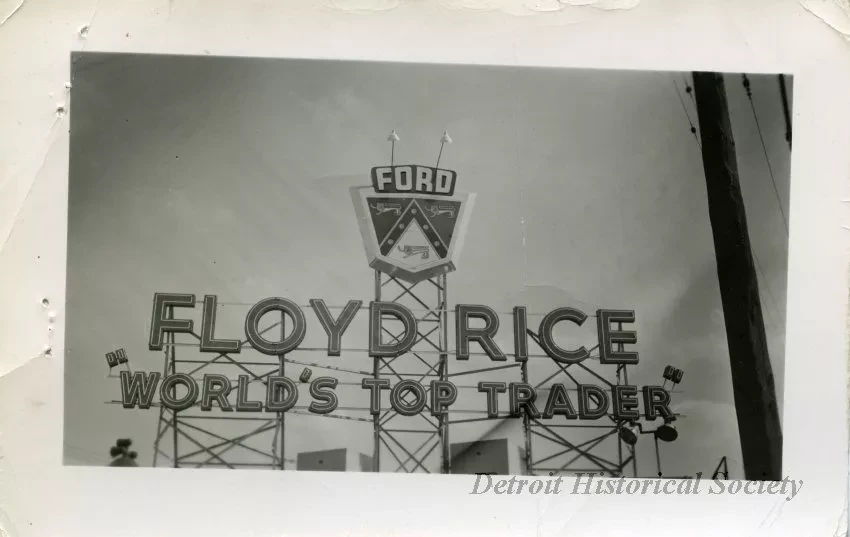 FORD
FLOYD RICE
WORLD'S TOP TRADER
Detroit Historical Society